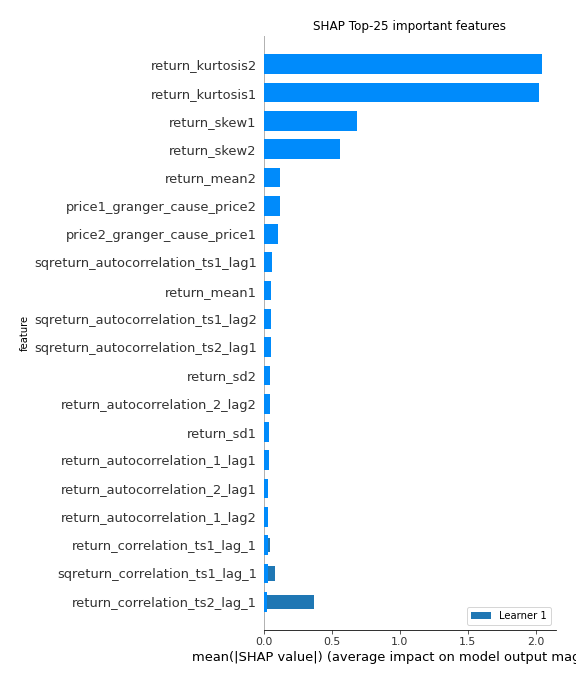 SHAP Top-25 important features
return_kurtosis2
return_kurtosis1
return_skew1
return_skew2
return_mean2
price1_granger_cause_price2
price2_granger_cause_price1
sqreturn_autocorrelation_ts1_lag1
return_mean1
sqreturn_autocorrelation_ts1_lag2
sqreturn_autocorrelation_ts2_lag1
return_sd2
return_autocorrelation_2_lag2
return_sd1
return_autocorrelation_1_lag1
return_autocorrelation_2_lag1
return_autocorrelation_1_lag2
return_correlation_ts1_lag_1
sqreturn_correlation_ts1_lag_1
return_correlation_ts2_lag_1
feature
Learner 1
0.0 0.5 1.0 1.5 2.0
mean(|SHAP value|) (average impact on model output mag